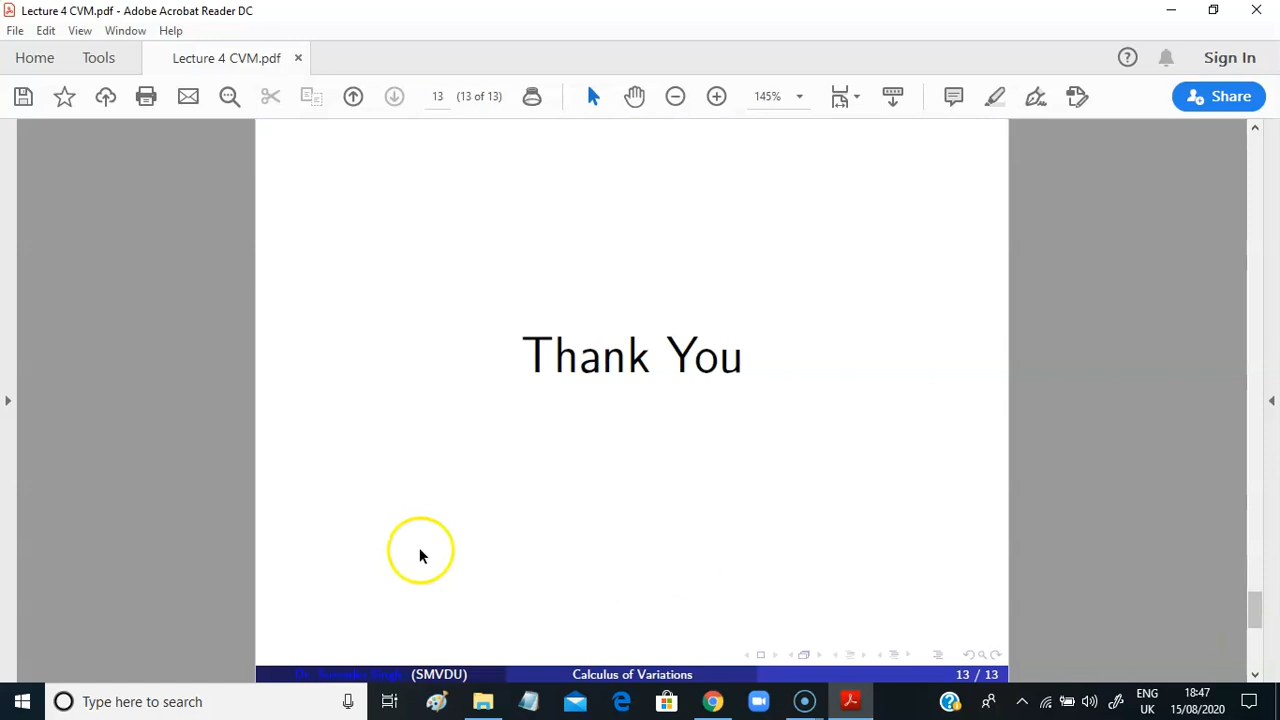 Lecture 4 CVM.pdf - Adobe Acrobat Reader DC
File Edit View Window Help
Home Tools Lecture 4 CVM.pdf × Sign In
13 (13 of 13) 145% Share
Thank You
(SMVDU) Calculus of Variations 13 / 13
Type here to search
ENG 18:47
UK 15/08/2020